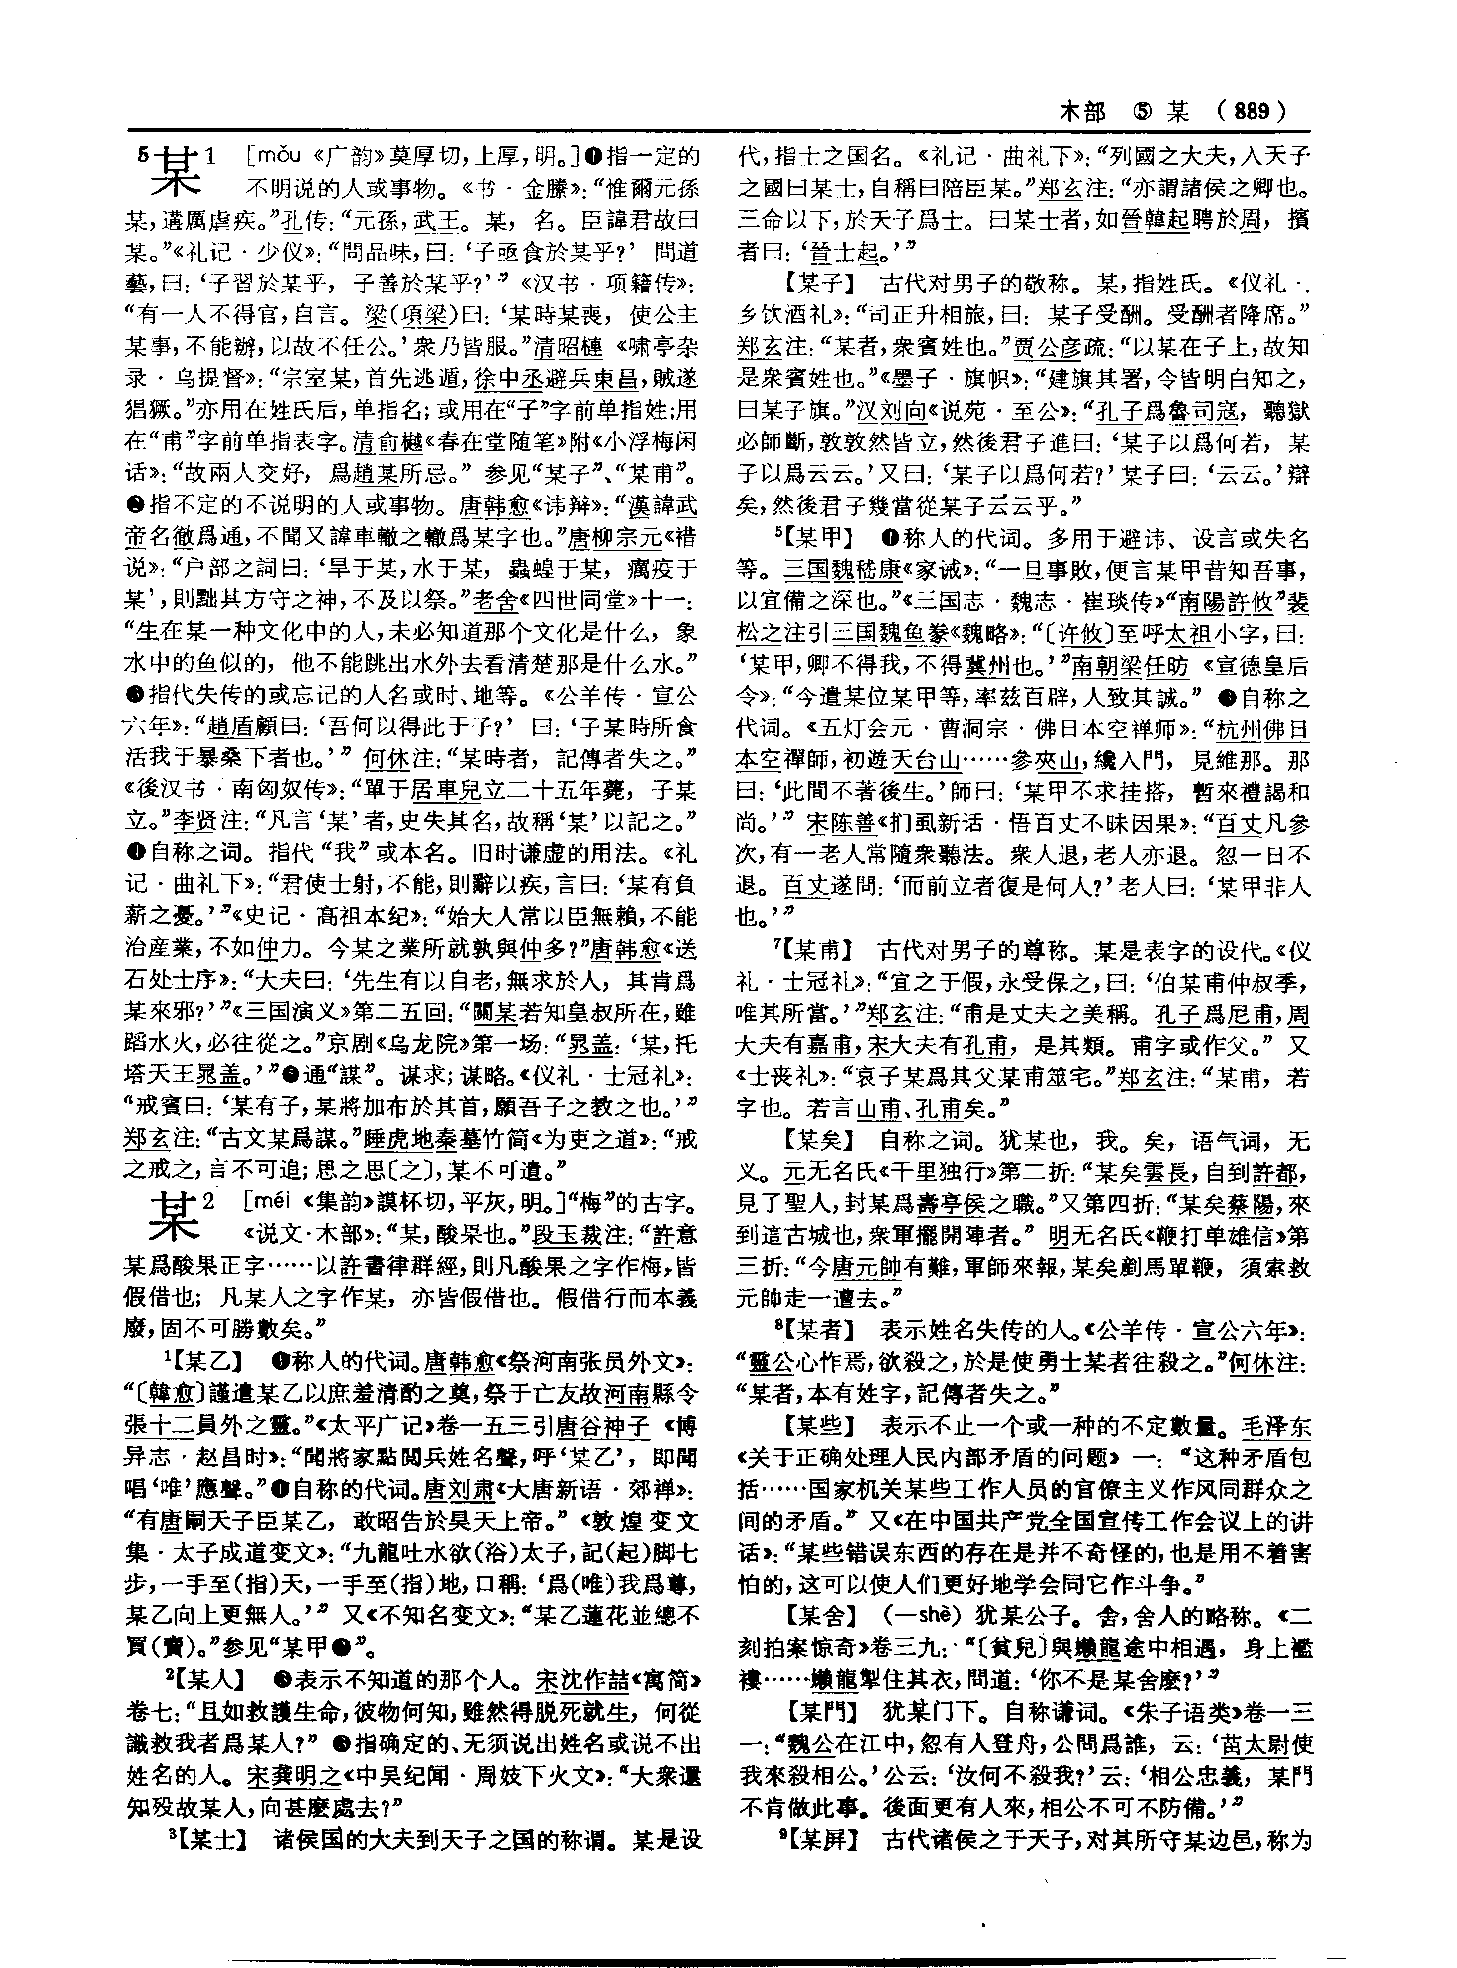 木部 ⑤ 某 (889)
5某1 [mǒu《广韵》莫厚切,上厚,明。]❶指一定的
不明说的人或事物。《书·金滕》:“惟爾元孫
某,遘厲虐疾。”孔传:“元孫,武王。某,名。臣諱君故曰
某。”《礼记·少仪》:“問品味,曰:‘子亟食於某乎?’問道
藝,曰:‘子習於某乎,子善於某乎?’”《汉书·项籍传》:
“有一人不得官,自言。梁(項梁)曰:‘某時某喪,使公主
某事,不能辦,以故不任公。’衆乃皆服。”清昭槤《啸亭杂
录·乌提督》:“宗室某,首先逃遁,徐中丞避兵東昌,賊遂
猖獗。”亦用在姓氏后,单指名;或用在“子”字前单指姓;用
在“甫”字前单指表字。清俞樾《春在堂随笔》附《小浮梅闲
话》:“故兩人交好,爲趙某所忌。”参见“某子”、“某甫”。
❷指不定的不说明的人或事物。唐韩愈《讳辩》:“漢諱武
帝名徹爲通,不聞又諱車轍之轍爲某字也。”唐柳宗元《䄍
说》:“户部之詞曰:‘旱于某,水于某,蟲蝗于某,癘疫于
某’,則黜其方守之神,不及以祭。”老舍《四世同堂》十一:
“生在某一种文化中的人,未必知道那个文化是什么,象
水中的鱼似的,他不能跳出水外去看清楚那是什么水。”
❸指代失传的或忘记的人名或时、地等。《公羊传·宣公
六年》:“趙盾顧曰:‘吾何以得此于子?’曰:‘子某時所食
活我于暴桑下者也。’”何休注:“某時者,記傳者失之。”
《後汉书·南匈奴传》:“單于居車兒立二十五年薨,子某
立。”李贤注:“凡言‘某’者,史失其名,故稱‘某’以記之。”
❹自称之词。指代“我”或本名。旧时谦虚的用法。《礼
记·曲礼下》:“君使士射,不能,則辭以疾,言曰:‘某有負
薪之憂。’”《史记·高祖本纪》:“始大人常以臣無賴,不能
治産業,不如仲力。今某之業所就孰與仲多?”唐韩愈《送
石处士序》:“大夫曰:‘先生有以自老,無求於人,其肯爲
某來邪?’”《三国演义》第二五回:“關某若知皇叔所在,雖
蹈水火,必往從之。”京剧《乌龙院》第一场:“晁盖:‘某,托
塔天王晁盖。’”❺通“謀”。谋求;谋略。《仪礼·士冠礼》:
“戒賓曰:‘某有子,某將加布於其首,願吾子之教之也。’”
郑玄注:“古文某爲謀。”睡虎地秦墓竹简《为吏之道》:“戒
之戒之,言不可追;思之思〔之〕,某不可遺。”
某2 [méi《集韵》謨杯切,平灰,明。]“梅”的古字。
《说文·木部》:“某,酸杲也。”段玉裁注:“許意
某爲酸果正字……以許書律群經,則凡酸果之字作梅,皆
假借也;凡某人之字作某,亦皆假借也。假借行而本義
廢,固不可勝數矣。”
1【某乙】 ❶称人的代词。唐韩愈《祭河南张员外文》:
“〔韓愈〕謹遣某乙以庶羞清酌之奠,祭于亡友故河南縣令
張十二員外之靈。”《太平广记》卷一五三引唐谷神子《博
异志·赵昌时》:“聞將家點閲兵姓名聲,呼‘某乙’,即聞
唱‘唯’應聲。”❷自称的代词。唐刘肃《大唐新语·郊禅》:
“有唐嗣天子臣某乙,敢昭告於昊天上帝。”《敦煌变文
集·太子成道变文》:“九龍吐水欲(浴)太子,記(起)脚七
步,一手至(指)天,一手至(指)地,口稱:‘爲(唯)我爲尊,
某乙向上更無人。’”又《不知名变文》:“某乙蓮花並總不
買(賣)。”参见“某甲❷”。
2【某人】 ❶表示不知道的那个人。宋沈作喆《寓简》
卷七:“且如救護生命,彼物何知,雖然得脱死就生,何從
識救我者爲某人?”❷指确定的、无须说出姓名或说不出
姓名的人。宋龚明之《中吴纪闻·周妓下火文》:“大衆還
知殁故某人,向甚麽處去?”
3【某士】 诸侯国的大夫到天子之国的称谓。某是设
代,指士之国名。《礼记·曲礼下》:“列國之大夫,入天子
之國曰某士,自稱曰陪臣某。”郑玄注:“亦謂諸侯之卿也。
三命以下,於天子爲士。曰某士者,如晉韓起聘於周,擯
者曰:‘晉士起。’”
【某子】 古代对男子的敬称。某,指姓氏。《仪礼·
乡饮酒礼》:“司正升相旅,曰:某子受酬。受酬者降席。”
郑玄注:“某者,衆賓姓也。”贾公彦疏:“以某在子上,故知
是衆賓姓也。”《墨子·旗帜》:“建旗其署,令皆明白知之,
曰某子旗。”汉刘向《说苑·至公》:“孔子爲魯司寇,聽獄
必師斷,敦敦然皆立,然後君子進曰:‘某子以爲何若,某
子以爲云云。’又曰:‘某子以爲何若?’某子曰:‘云云。’辯
矣,然後君子幾當從某子云云乎。”
5【某甲】 ❶称人的代词。多用于避讳、设言或失名
等。三国魏嵇康《家诫》:“一旦事敗,便言某甲昔知吾事,
以宜備之深也。”《三国志·魏志·崔琰传》“南陽許攸”裴
松之注引三国魏鱼豢《魏略》:“〔许攸〕至呼太祖小字,曰:
‘某甲,卿不得我,不得冀州也。’”南朝梁任昉《宣德皇后
令》:“今遣某位某甲等,率兹百辟,人致其誠。”❷自称之
代词。《五灯会元·曹洞宗·佛日本空禅师》:“杭州佛日
本空禪師,初遊天台山……參夾山,纔入門,見維那。那
曰:‘此間不著後生。’師曰:‘某甲不求挂搭,暫來禮謁和
尚。’”宋陈善《扪虱新话·悟百丈不昧因果》:“百丈凡參
次,有一老人常隨衆聽法。衆人退,老人亦退。忽一日不
退。百丈遂問:‘而前立者復是何人?’老人曰:‘某甲非人
也。’”
7【某甫】 古代对男子的尊称。某是表字的设代。《仪
礼·士冠礼》:“宜之于假,永受保之,曰:‘伯某甫仲叔季,
唯其所當。’”郑玄注:“甫是丈夫之美稱。孔子爲尼甫,周
大夫有嘉甫,宋大夫有孔甫,是其類。甫字或作父。”又
《士丧礼》:“哀子某爲其父某甫筮宅。”郑玄注:“某甫,若
字也。若言山甫、孔甫矣。”
【某矣】 自称之词。犹某也,我。矣,语气词,无
义。元无名氏《千里独行》第二折:“某矣雲長,自到許都,
見了聖人,封某爲壽亭侯之職。”又第四折:“某矣蔡陽,來
到這古城也,衆軍擺開陣者。”明无名氏《鞭打单雄信》第
三折:“今唐元帥有難,軍師來報,某矣剷馬單鞭,須索救
元帥走一遭去。”
8【某者】 表示姓名失传的人。《公羊传·宣公六年》:
“靈公心怍焉,欲殺之,於是使勇士某者往殺之。”何休注:
“某者,本有姓字,記傳者失之。”
【某些】 表示不止一个或一种的不定數量。毛泽东
《关于正确处理人民内部矛盾的问题》一:“这种矛盾包
括……国家机关某些工作人员的官僚主义作风同群众之
间的矛盾。”又《在中国共产党全国宣传工作会议上的讲
话》:“某些错误东西的存在是并不奇怪的,也是用不着害
怕的,这可以使人们更好地学会同它作斗争。”
【某舍】 (—shè)犹某公子。舍,舍人的略称。《二
刻拍案惊奇》卷三九:“〔貧兒〕與嬾龍途中相遇,身上襤
褸……嬾龍掣住其衣,問道:‘你不是某舍麽?’”
【某門】 犹某门下。自称谦词。《朱子语类》卷一三
一:“魏公在江中,忽有人登舟,公問爲誰,云:‘苗太尉使
我來殺相公。’公云:‘汝何不殺我?’云:‘相公忠義,某門
不肯做此事。後面更有人來,相公不可不防備。’”
9【某屏】 古代诸侯之于天子,对其所守某边邑,称为